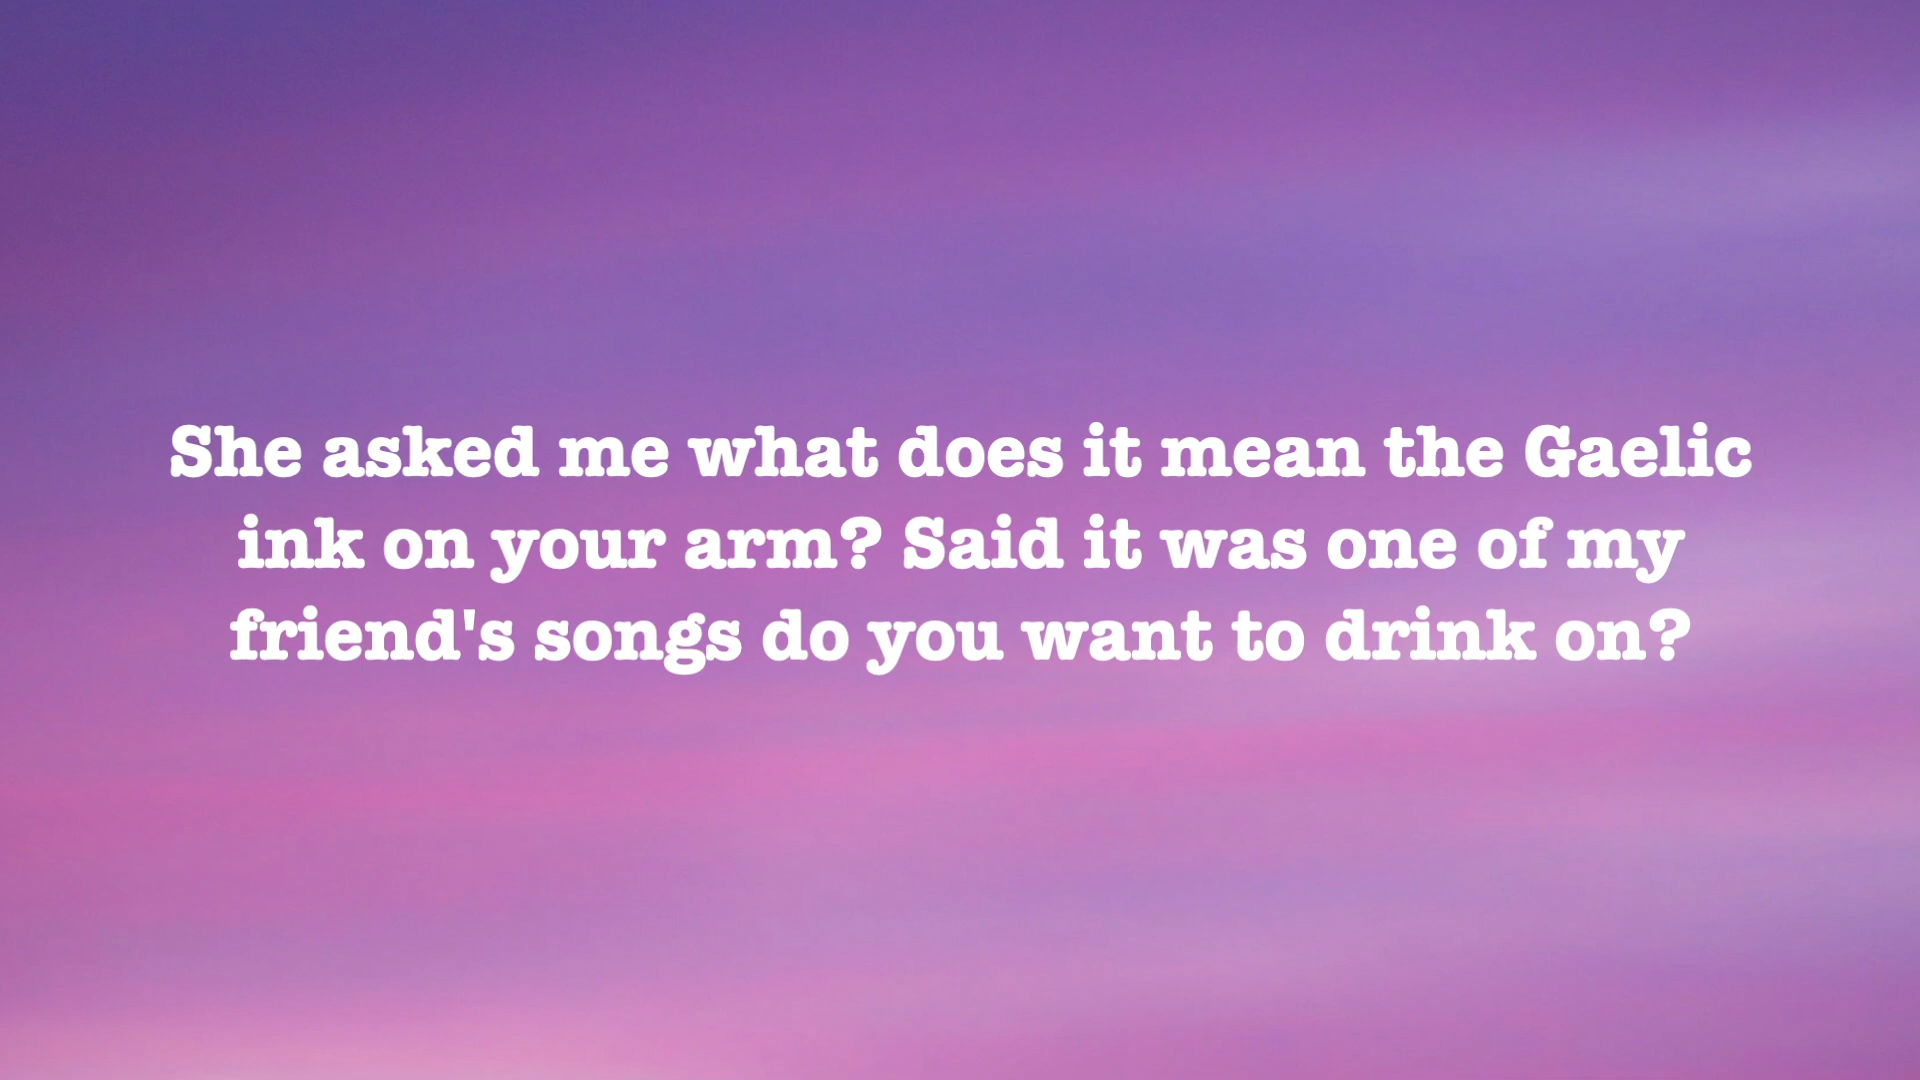 She asked me what does it mean the Gaelic
ink on your arm? Said it was one of my
friend's songs do you want to drink on?